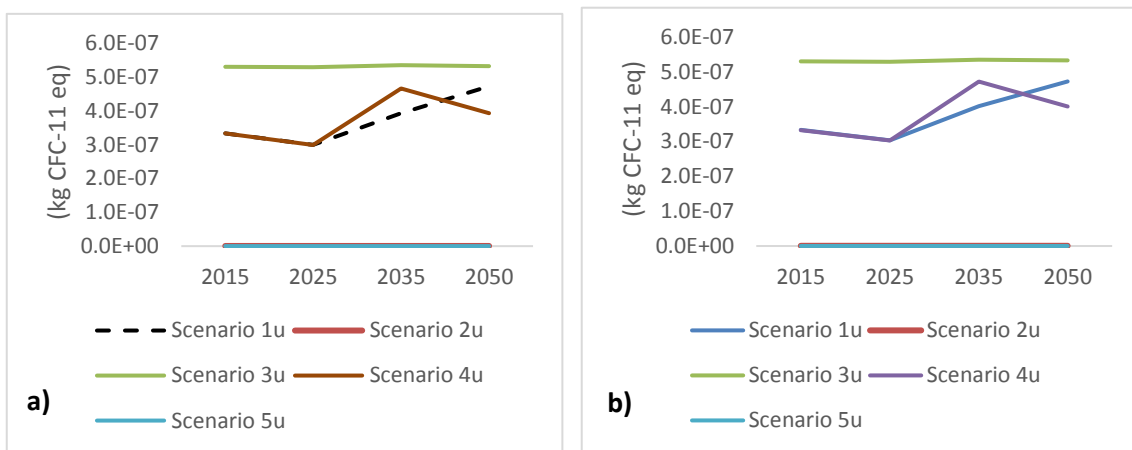 6.0E-07
5.0E-07
4.0E-07
3.0E-07
2.0E-07
1.0E-07
0.0E+00
(kg CFC-11 eq)
2015 2025 2035 2050
Scenario 1u Scenario 2u
Scenario 3u Scenario 4u
Scenario 5u
a)
6.0E-07
5.0E-07
4.0E-07
3.0E-07
2.0E-07
1.0E-07
0.0E+00
(kg CFC-11 eq)
2015 2025 2035 2050
Scenario 1u Scenario 2u
Scenario 3u Scenario 4u
Scenario 5u
b)